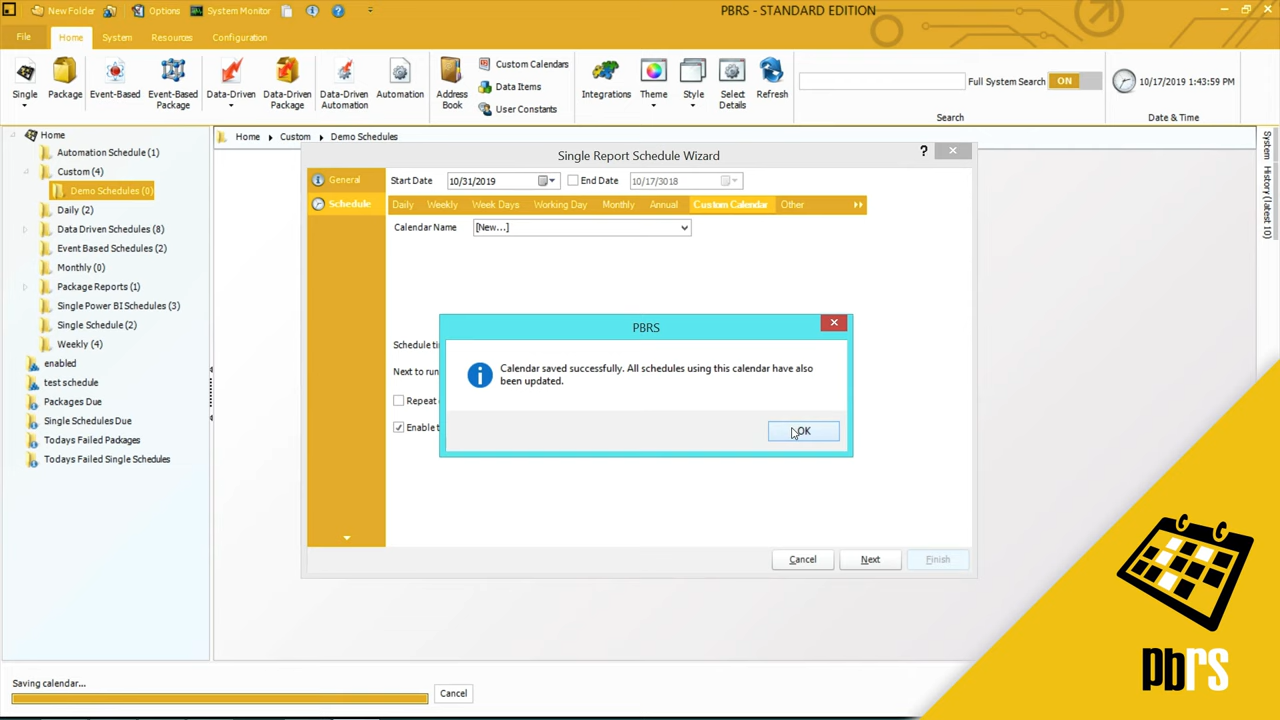 New Folder Options System Monitor PBRS - STANDARD EDITION
File Home System Resources Configuration
Single
Package
Event-Based
Event-Based
Package
Data-Driven
Data-Driven
Package
Data-Driven
Automation
Automation
Address
Book
Custom Calendars
Data Items
User Constants
Integrations
Theme
Style
Select
Details
Refresh
Full System Search ON
Search
10/17/2019 1:43:59 PM
Date & Time
Home
Automation Schedule (1)
Custom (4)
Demo Schedules (0)
Daily (2)
Data Driven Schedules (8)
Event Based Schedules (2)
Monthly (0)
Package Reports (1)
Single Power BI Schedules (3)
Single Schedule (2)
Weekly (4)
enabled
test schedule
Packages Due
Single Schedules Due
Todays Failed Packages
Todays Failed Single Schedules
Home Custom Demo Schedules
Single Report Schedule Wizard ?
General
Schedule
Start Date 10/31/2019 End Date 10/17/3018
Daily Weekly Week Days Working Day Monthly Annual Custom Calendar Other
Calendar Name [New...]
Schedule ti
Next to run
Repeat
Enable t
PBRS
Calendar saved successfully. All schedules using this calendar have also
been updated.
OK
Cancel Next Finish
System History (latest 10)
Saving calendar... Cancel
pbrs